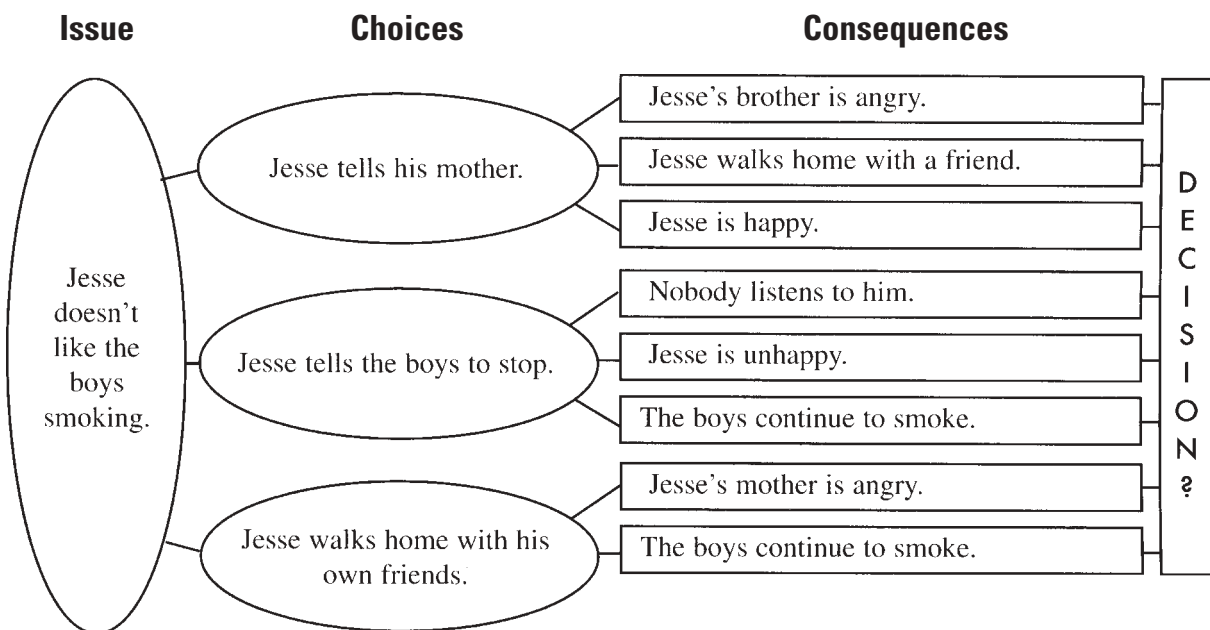 Issue
Choices
Consequences
Jesse
doesn't
like the
boys
smoking.
Jesse tells his mother.
Jesse's brother is angry.
Jesse walks home with a friend.
Jesse is happy.
Jesse tells the boys to stop.
Nobody listens to him.
Jesse is unhappy.
The boys continue to smoke.
Jesse walks home with his
own friends.
Jesse's mother is angry.
The boys continue to smoke.
DECISION?